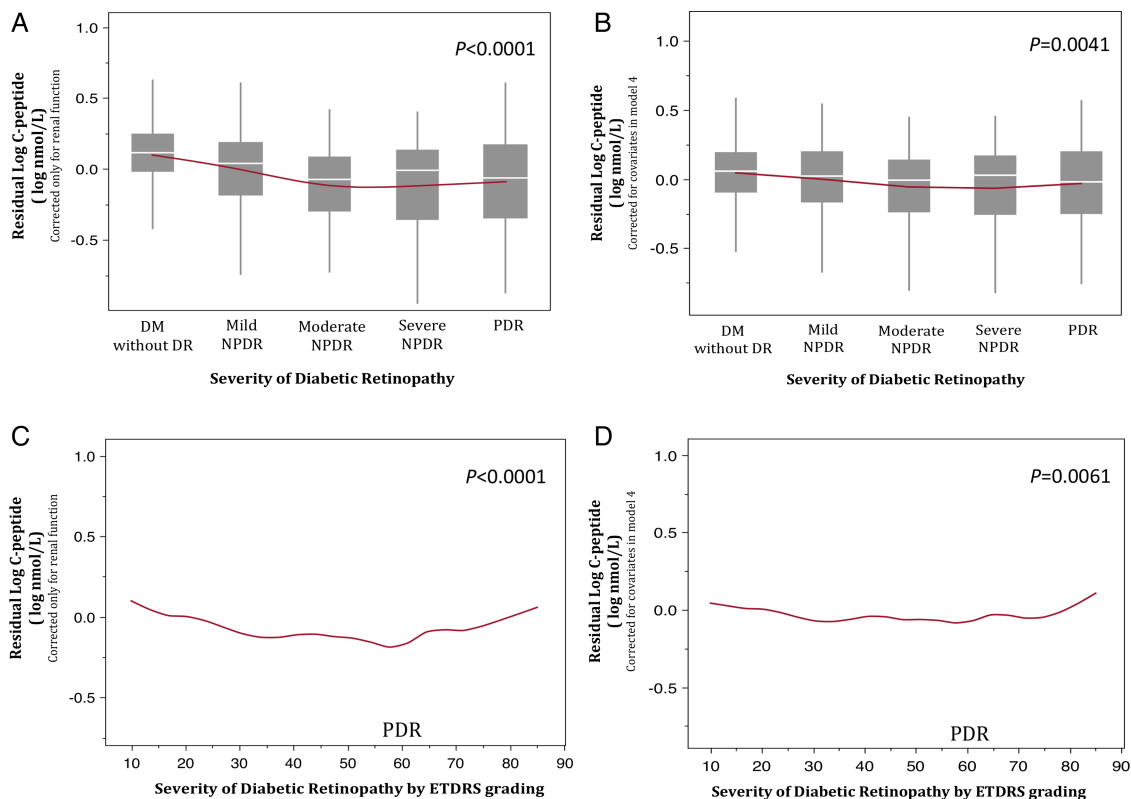 A
P<0.0001
Residual Log C-peptide
( log nmol/L)
Corrected only for renal function
1.0
0.5
0.0
-0.5
DM
without DR
Mild
NPDR
Moderate
NPDR
Severe
NPDR
PDR
Severity of Diabetic Retinopathy
B
P=0.0041
Residual Log C-peptide
( log nmol/L)
Corrected for covariates in model 4
1.0
0.5
0.0
-0.5
DM
without DR
Mild
NPDR
Moderate
NPDR
Severe
NPDR
PDR
Severity of Diabetic Retinopathy
C
P<0.0001
Residual Log C-peptide
( log nmol/L)
Corrected only for renal function
1.0
0.5
0.0
-0.5
PDR
10 20 30 40 50 60 70 80 90
Severity of Diabetic Retinopathy by ETDRS grading
D
P=0.0061
Residual Log C-peptide
( log nmol/L)
Corrected for covariates in model 4
1.0
0.5
0.0
-0.5
PDR
10 20 30 40 50 60 70 80 90
Severity of Diabetic Retinopathy by ETDRS grading